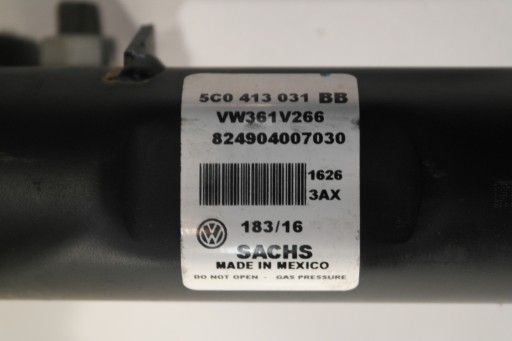 5C0 413 031 BB
VW361V266
824904007030
1626
3AX
183/16
SACHS
MADE IN MEXICO
DO NOT OPEN - GAS PRESSURE